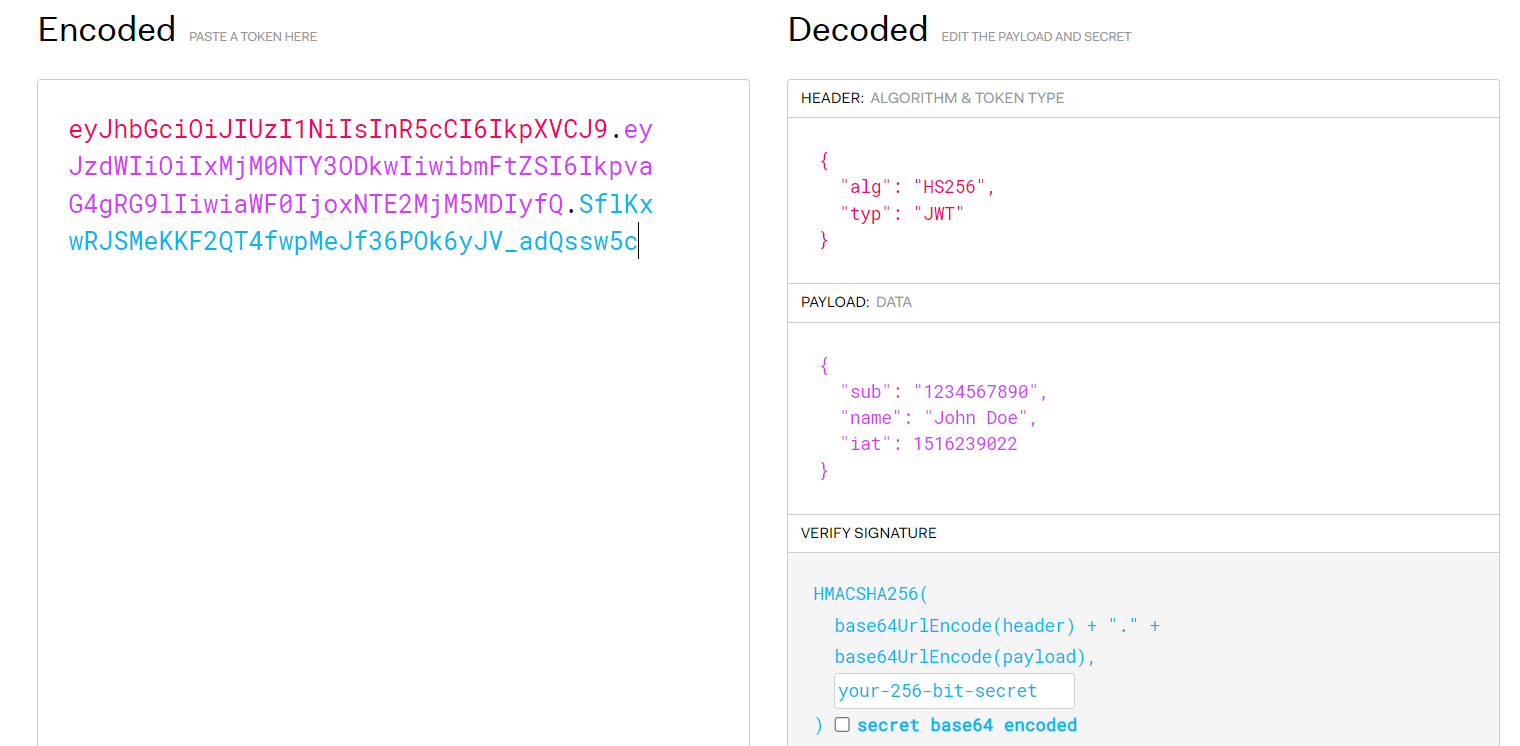 Encoded PASTE A TOKEN HERE
eyJhbGciOiJIUzI1NiIsInR5cCI6IkpXVCJ9.ey
JzdWIiOiIxMjM0NTY3ODkwIiwibmFtZSI6Ikpva
G4gRG9lIiwiaWF0IjoxNTE2MjM5MDIyfQ.SflKx
wRJSMeKKF2QT4fwpMeJf36POk6yJV_adQssw5c
Decoded EDIT THE PAYLOAD AND SECRET
HEADER: ALGORITHM & TOKEN TYPE
{
"alg": "HS256",
"typ": "JWT"
}
PAYLOAD: DATA
{
"sub": "1234567890",
"name": "John Doe",
"iat": 1516239022
}
VERIFY SIGNATURE
HMACSHA256(
base64UrlEncode(header) + "." +
base64UrlEncode(payload),
your-256-bit-secret
) secret base64 encoded